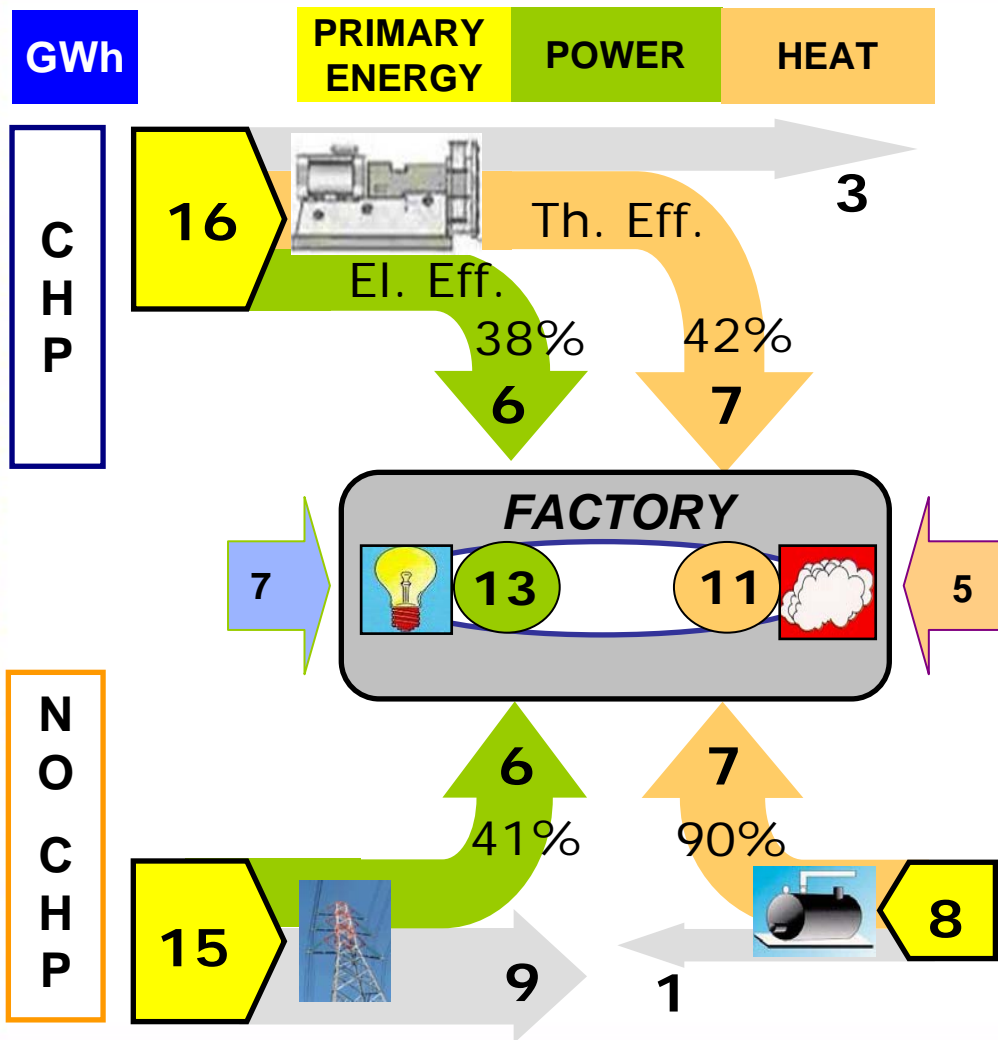 GWh
PRIMARY
ENERGY
POWER
HEAT
C
H
P
16
3
Th. Eff.
El. Eff.
38%
42%
6
7
FACTORY
7
13
11
5
N
O
C
H
P
6
7
41%
90%
15
8
9
1